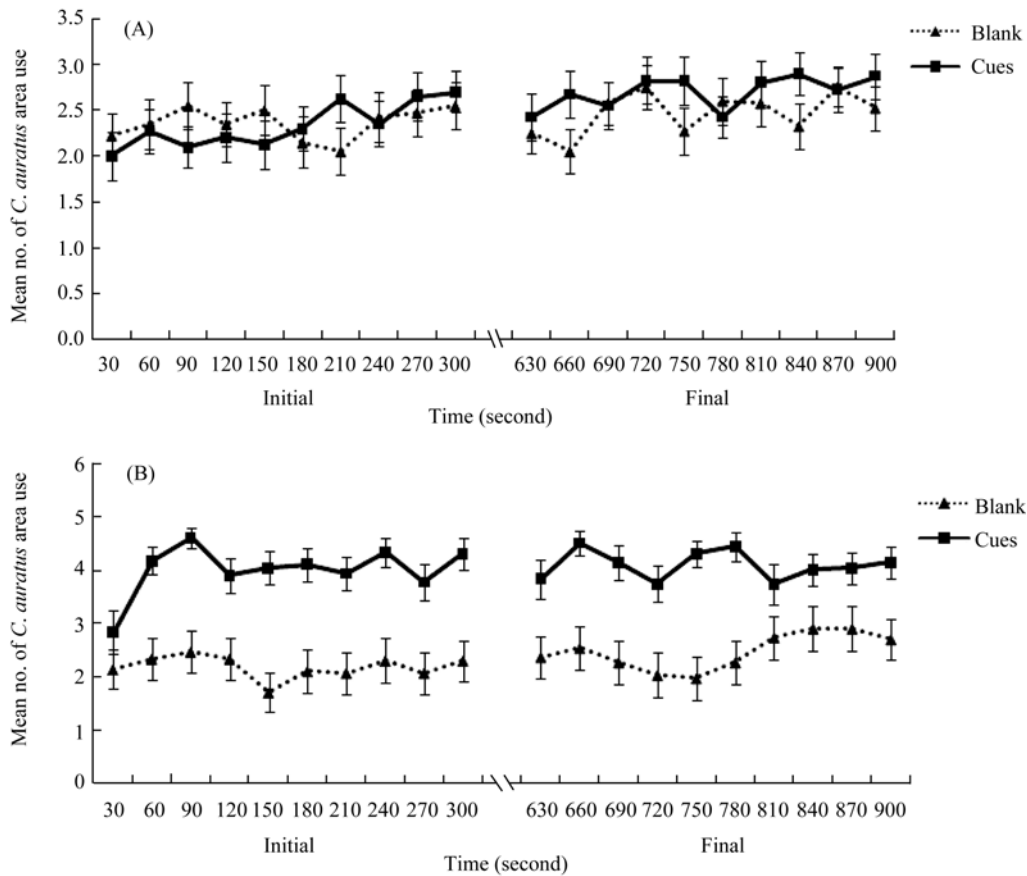 (A)
Blank
Cues
Mean no. of C. auratus area use
3.5
3.0
2.5
2.0
1.5
1.0
0.5
0.0
30 60 90 120 150 180 210 240 270 300 630 660 690 720 750 780 810 840 870 900
Initial Final
Time (second)
(B)
Blank
Cues
Mean no. of C. auratus area use
6
5
4
3
2
1
0
30 60 90 120 150 180 210 240 270 300 630 660 690 720 750 780 810 840 870 900
Initial Final
Time (second)